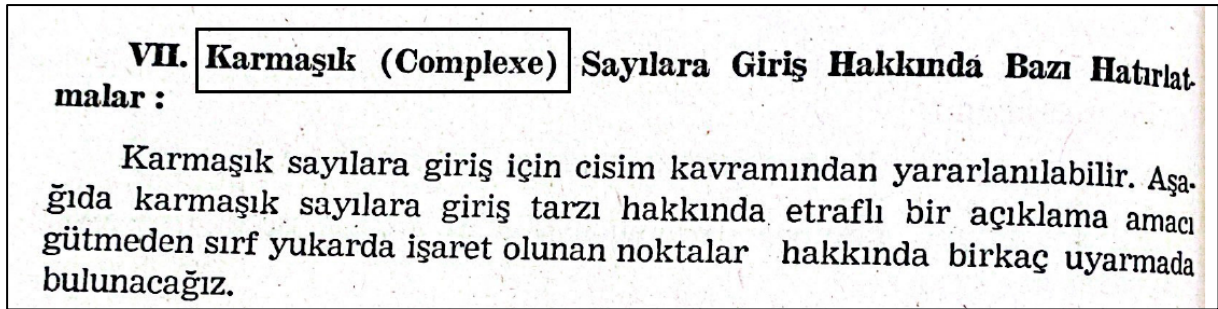 VII. Karmaşık (Complexe) Sayılara Giriş Hakkında Bazı Hatırlat-
malar :
Karmaşık sayılara giriş için cisim kavramından yararlanılabilir. Aşa-
ğıda karmaşık sayılara giriş tarzı hakkında etraflı bir açıklama amacı
gütmeden sırf yukarda işaret olunan noktalar hakkında birkaç uyarmada
bulunacağız.